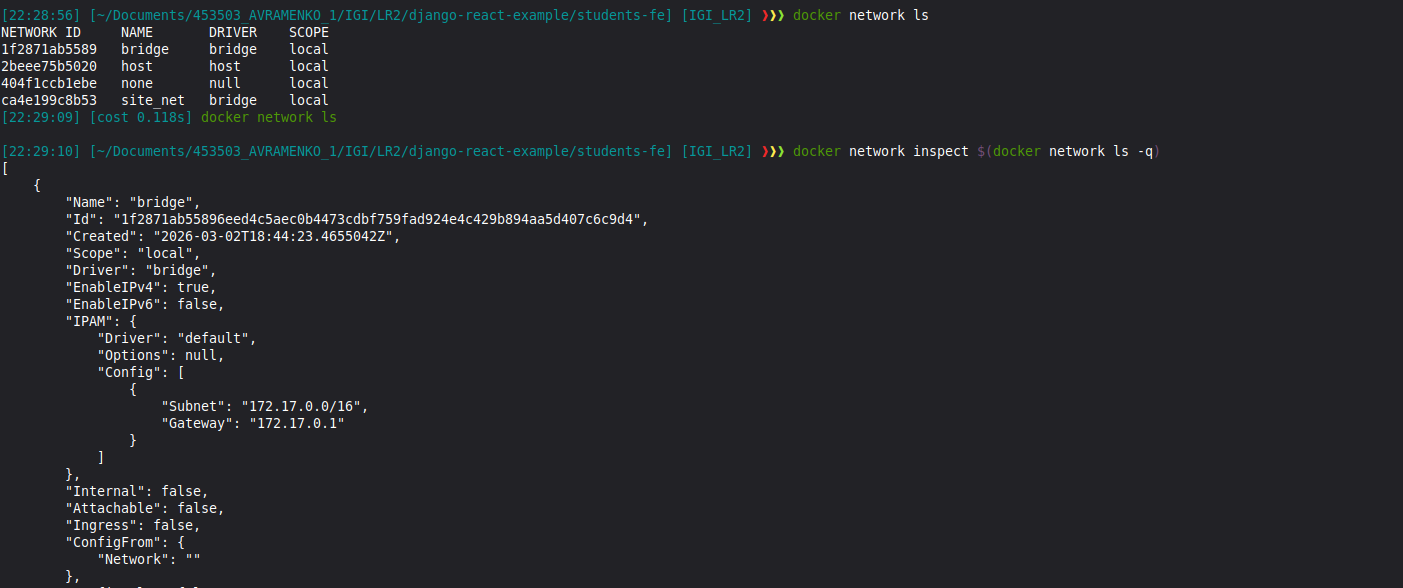 [22:28:56] [~/Documents/453503_AVRAMENKO_1/IGI/LR2/django-react-example/students-fe] [IGI_LR2] ❯❯❯ docker network ls
NETWORK ID     NAME       DRIVER    SCOPE
1f2871ab5589   bridge     bridge    local
2beee75b5020   host       host      local
404f1ccb1ebe   none       null      local
ca4e199c8b53   site_net   bridge    local
[22:29:09] [cost 0.118s] docker network ls
[22:29:10] [~/Documents/453503_AVRAMENKO_1/IGI/LR2/django-react-example/students-fe] [IGI_LR2] ❯❯❯ docker network inspect $(docker network ls -q)
[
    {
        "Name": "bridge",
        "Id": "1f2871ab55896eed4c5aec0b4473cdbf759fad924e4c429b894aa5d407c6c9d4",
        "Created": "2026-03-02T18:44:23.4655042Z",
        "Scope": "local",
        "Driver": "bridge",
        "EnableIPv4": true,
        "EnableIPv6": false,
        "IPAM": {
            "Driver": "default",
            "Options": null,
            "Config": [
                {
                    "Subnet": "172.17.0.0/16",
                    "Gateway": "172.17.0.1"
                }
            ]
        },
        "Internal": false,
        "Attachable": false,
        "Ingress": false,
        "ConfigFrom": {
            "Network": ""
        },